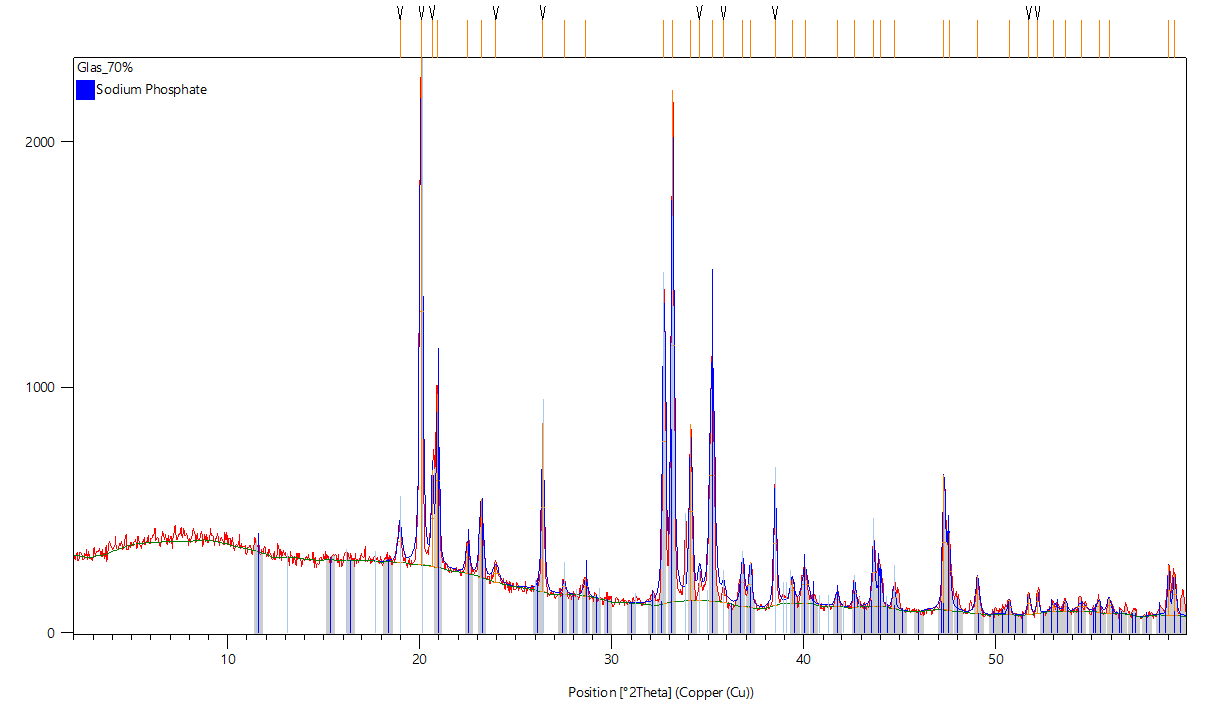 Glas_70%
Sodium Phosphate
2000
1000
0
10 20 30 40 50
Position [°2Theta] (Copper (Cu))